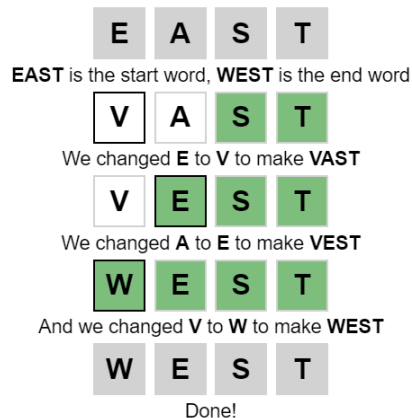 E A S T
EAST is the start word, WEST is the end word
V A S T
We changed E to V to make VAST
V E S T
We changed A to E to make VEST
W E S T
And we changed V to W to make WEST
W E S T
Done!